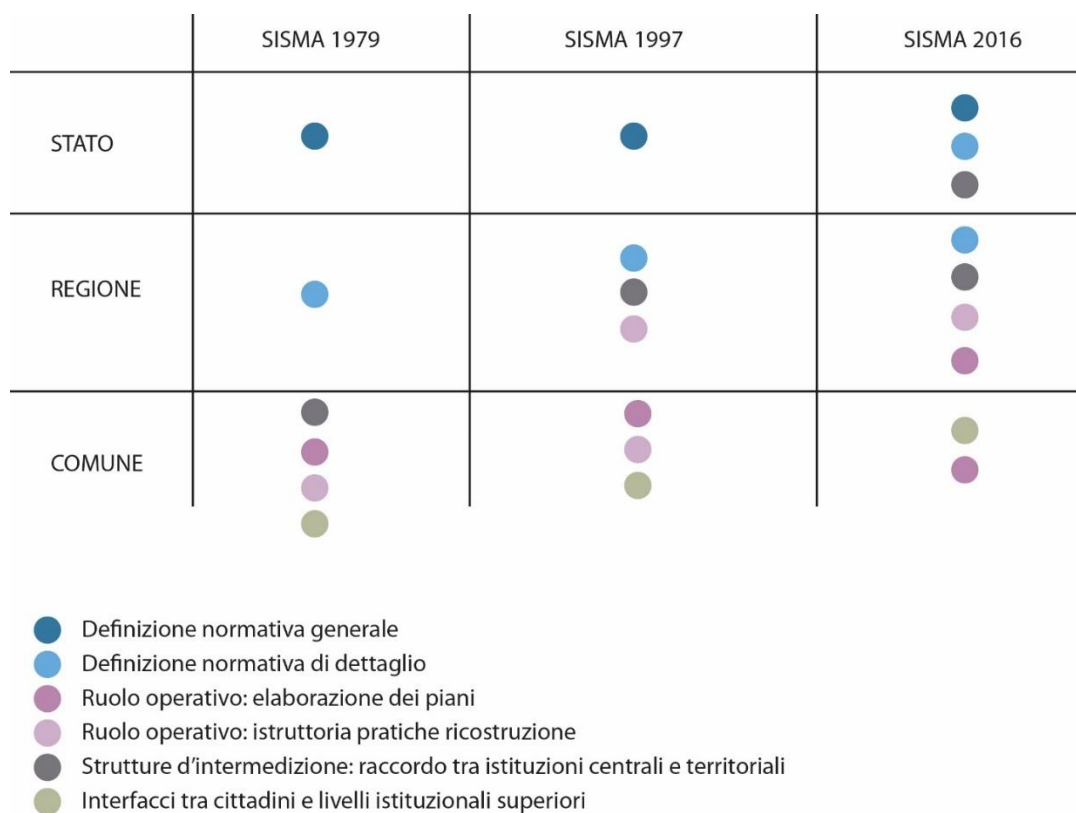 SISMA 1979 SISMA 1997 SISMA 2016
STATO
REGIONE
COMUNE
Definizione normativa generale
Definizione normativa di dettaglio
Ruolo operativo: elaborazione dei piani
Ruolo operativo: istruttoria pratiche ricostruzione
Strutture d'intermedizione: raccordo tra istituzioni centrali e territoriali
Interfacci tra cittadini e livelli istituzionali superiori